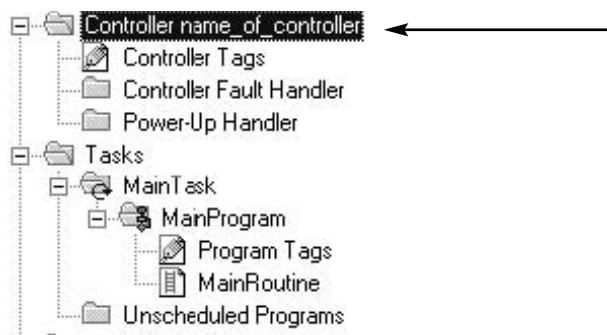 Controller name_of_controller
Controller Tags
Controller Fault Handler
Power-Up Handler
Tasks
MainTask
MainProgram
Program Tags
MainRoutine
Unscheduled Programs